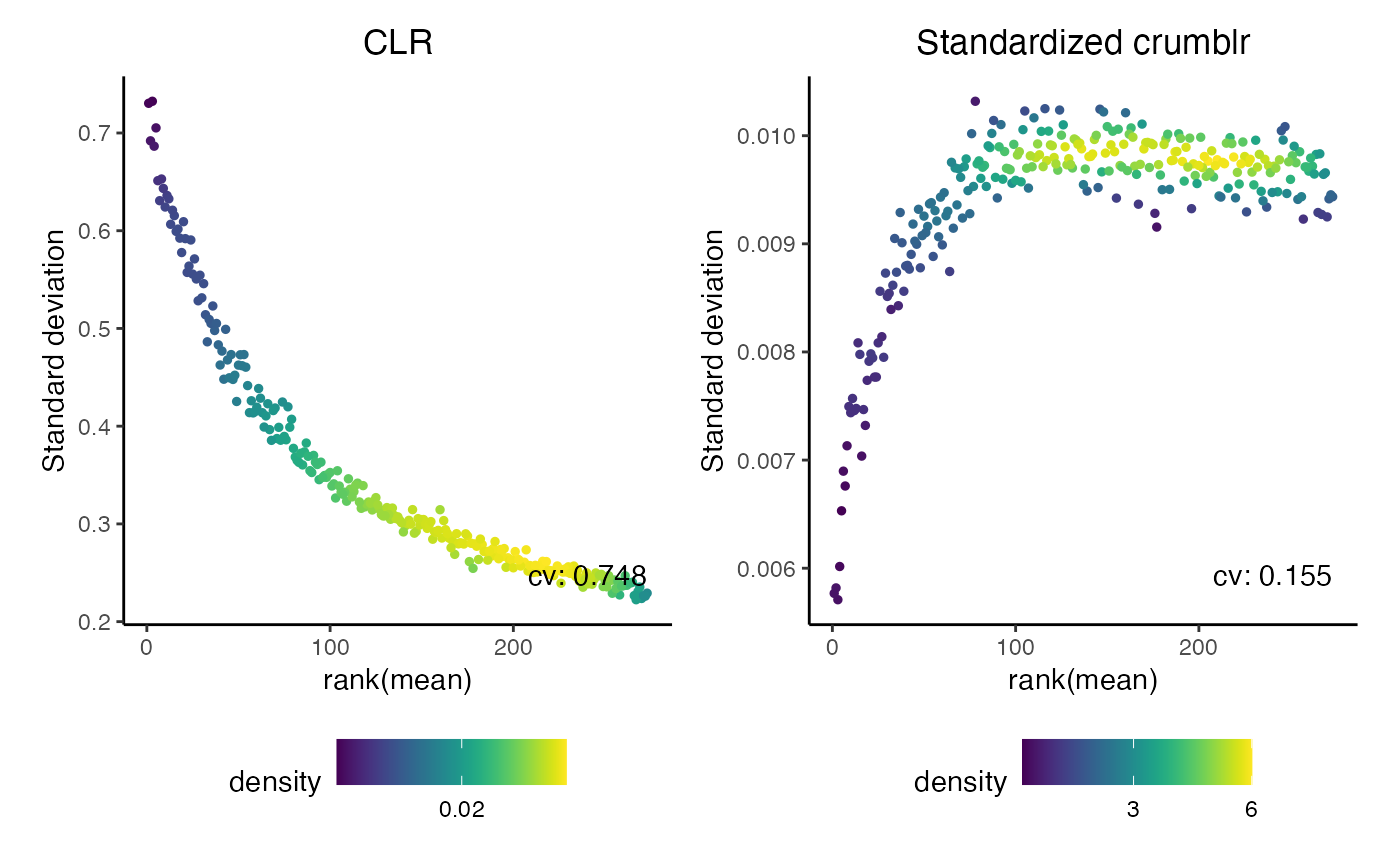 CLR
Standard deviation
0.7
0.6
0.5
0.4
0.3
0.2
cv: 0.748
0 100 200
rank(mean)
density
0.02
Standardized crumblr
Standard deviation
0.010
0.009
0.008
0.007
0.006
cv: 0.155
0 100 200
rank(mean)
density
3 6